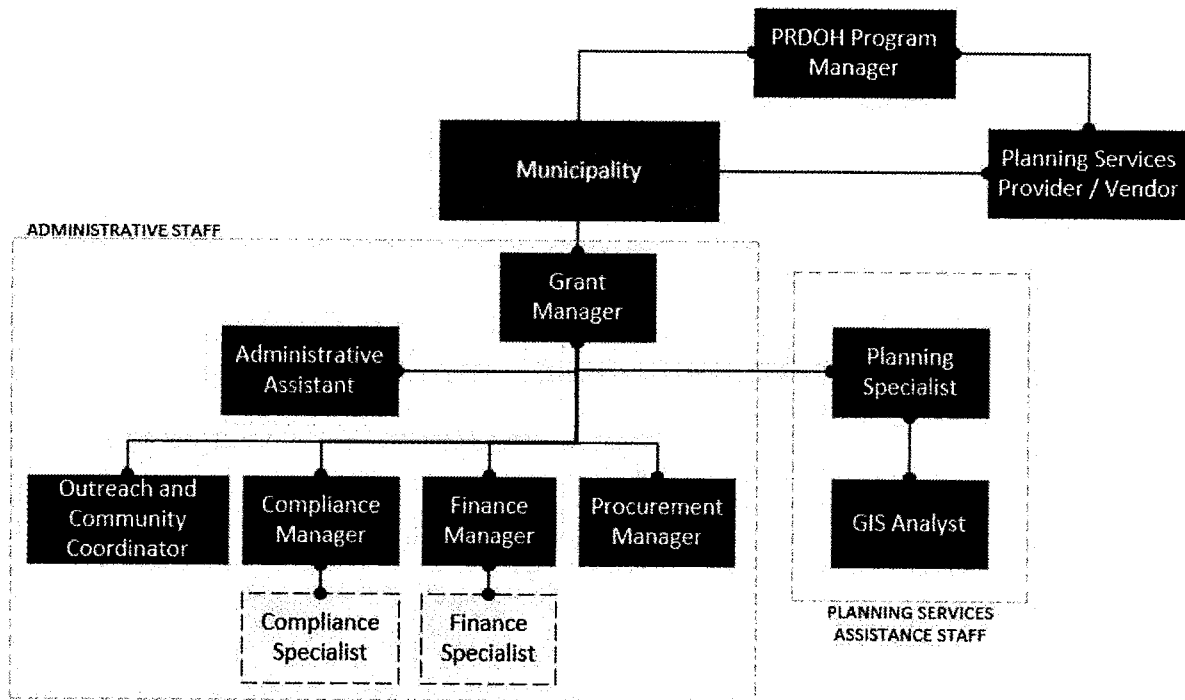 PRDOH Program
Manager
Municipality
Planning Services
Provider / Vendor
ADMINISTRATIVE STAFF
Grant
Manager
Administrative
Assistant
Planning
Specialist
Outreach and
Community
Coordinator
Compliance
Manager
Finance
Manager
Procurement
Manager
GIS Analyst
Compliance
Specialist
Finance
Specialist
PLANNING SERVICES
ASSISTANCE STAFF